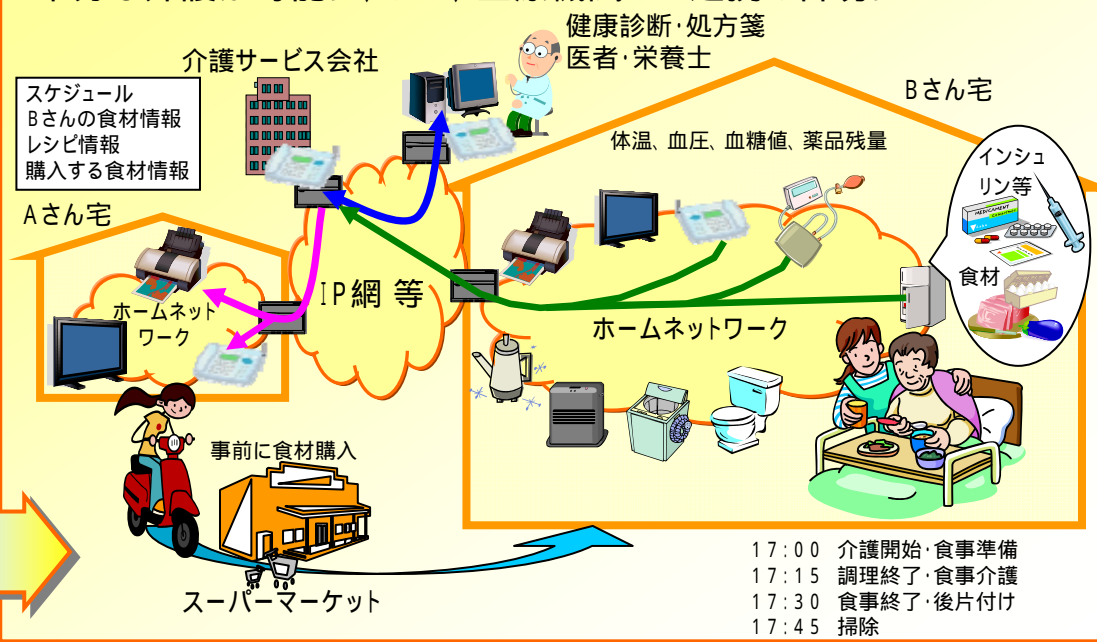 健康診断・処方箋
医者・栄養士
介護サービス会社
スケジュール
Bさんの食材情報
レシピ情報
購入する食材情報
Bさん宅
体温、血圧、血糖値、薬品残量
インシュ
リン等
MEDICAMENT
食材
Aさん宅
IP網 等
ホームネット
ワーク
ホームネットワーク
事前に食材購入
スーパーマーケット
17:00 介護開始・食事準備
17:15 調理終了・食事介護
17:30 食事終了・後片付け
17:45 掃除